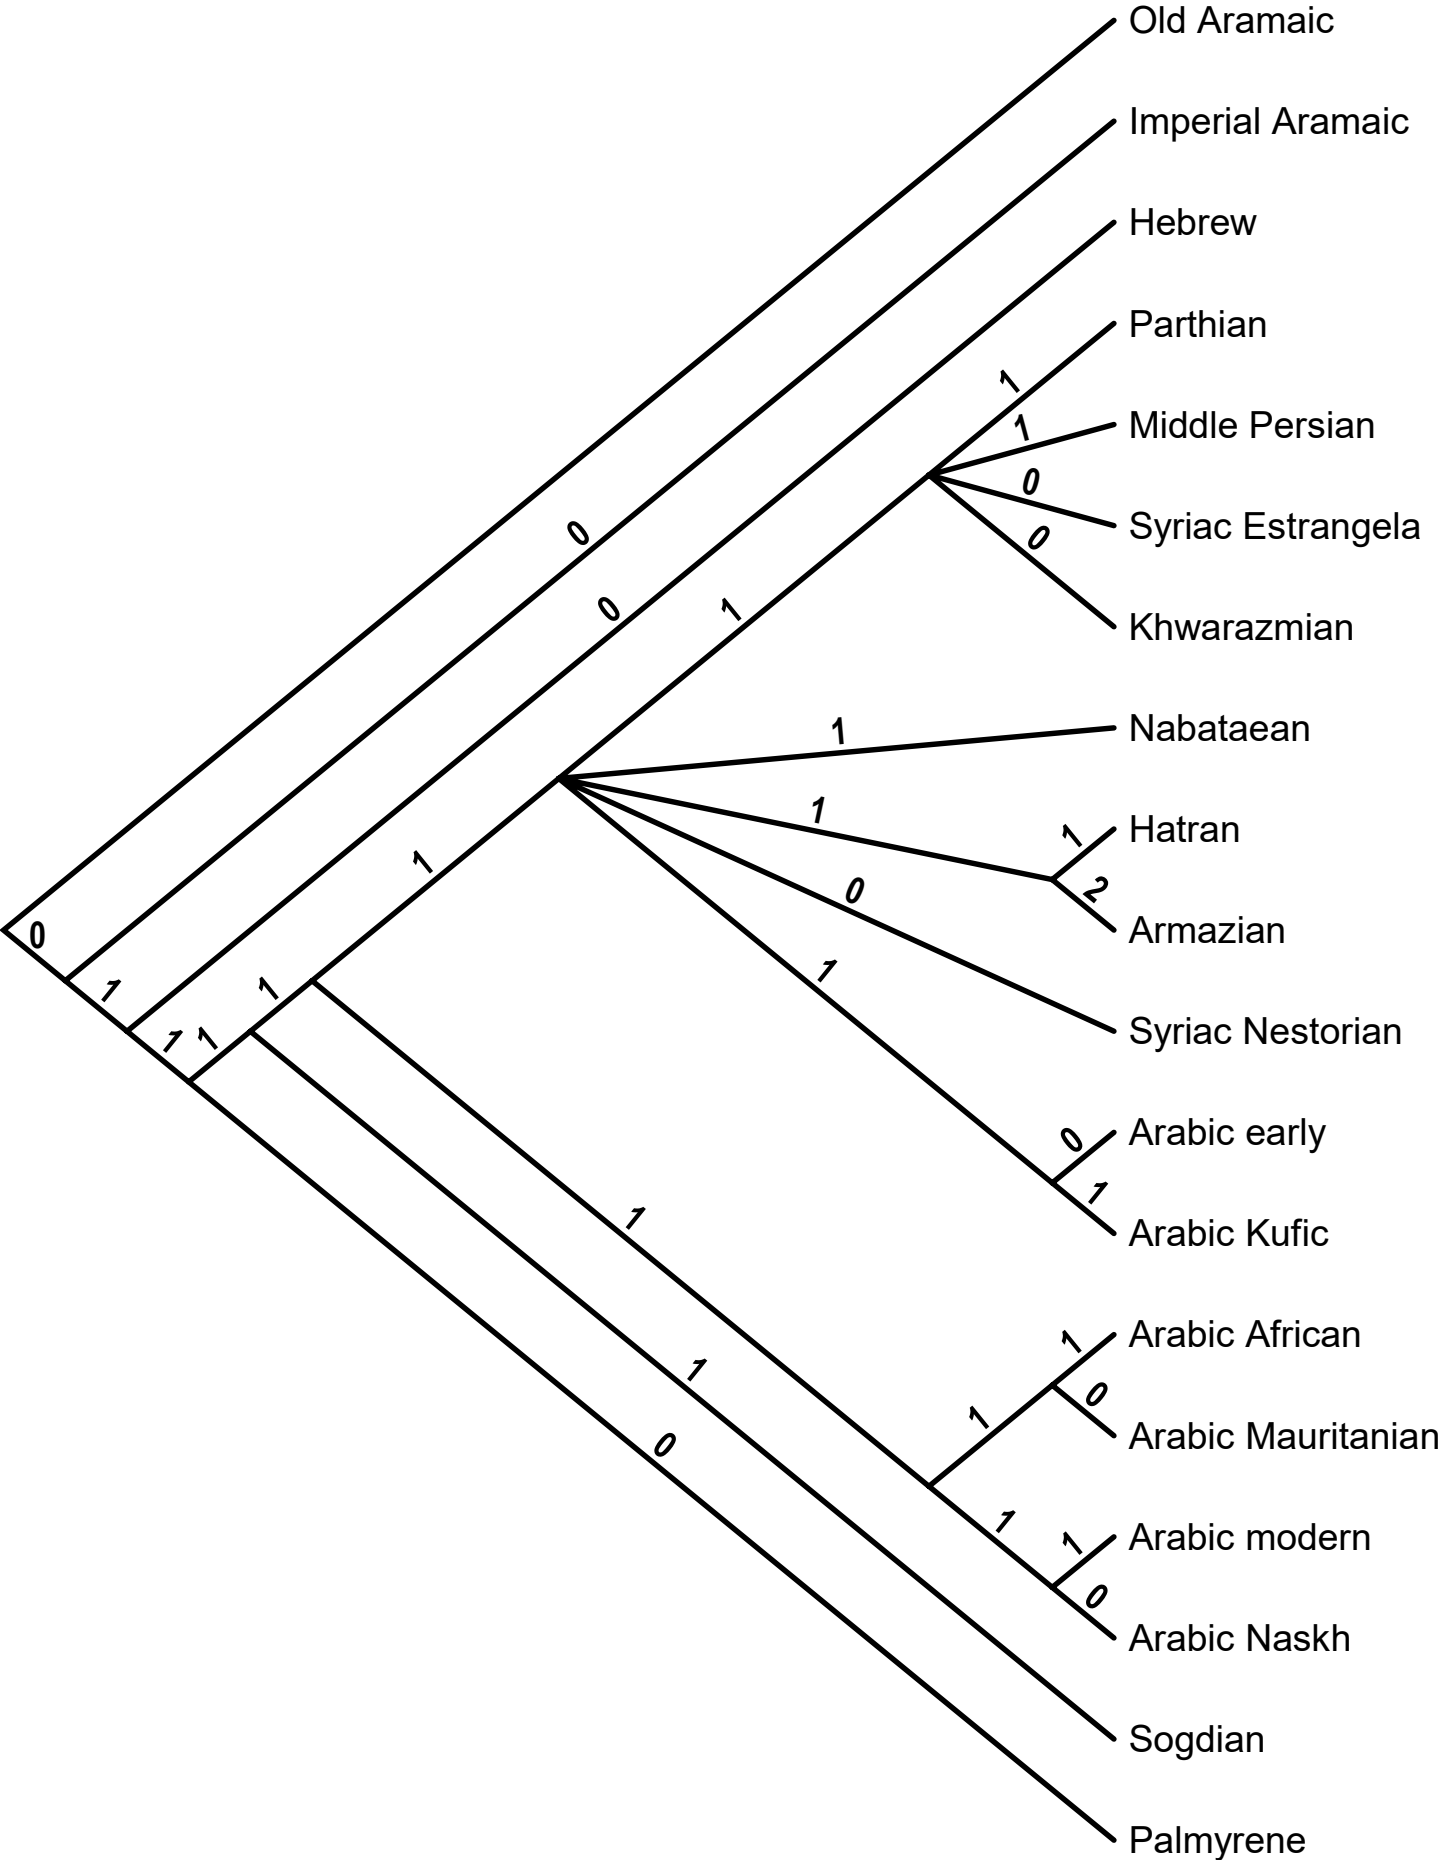 Old Aramaic
Imperial Aramaic
Hebrew
Parthian
1
Middle Persian
1
0
Syriac Estrangela
0
0
0
1
Khwarazmian
Nabataean
1
1
Hatran
1
1
2
0
Armazian
0
1
1
1
Syriac Nestorian
1
1
Arabic early
0
1
Arabic Kufic
1
Arabic African
1
1
0
1
Arabic Mauritanian
0
1
Arabic modern
1
0
Arabic Naskh
Sogdian
Palmyrene